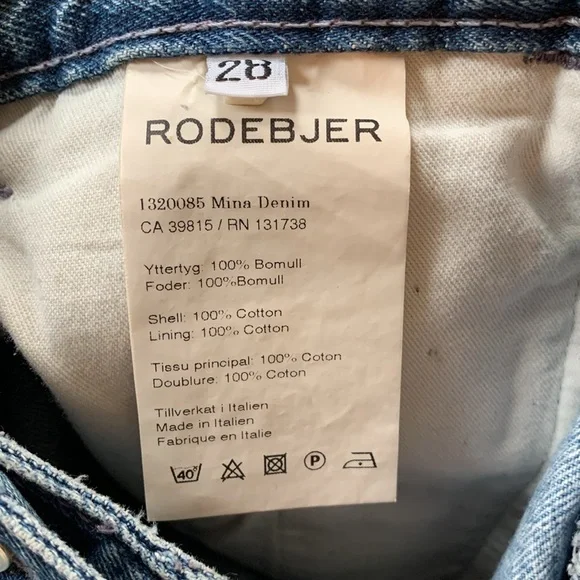 28
RODEBJER
1320085 Mina Denim
CA 39815 / RN 131738
Yttertyg: 100% Bomull
Foder: 100%Bomull
Shell: 100% Cotton
Lining: 100% Cotton
Tissu principal: 100% Coton
Doublure: 100% Coton
Tillverkat i Italien
Made in Italien
Fabrique en Italie
40° P